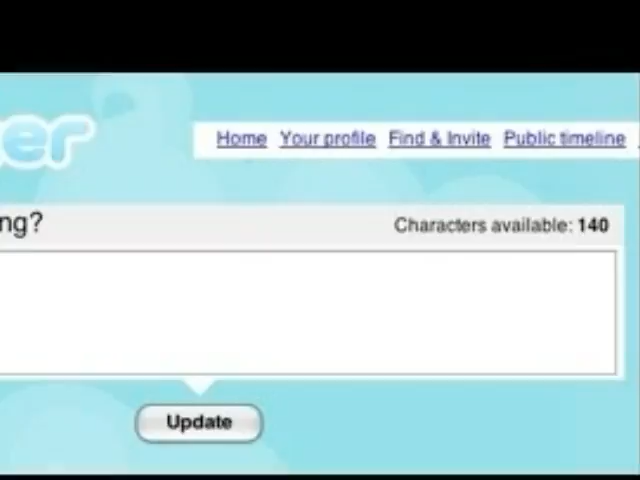 er
Home Your profile Find & Invite Public timeline
ng?
Characters available: 140
Update